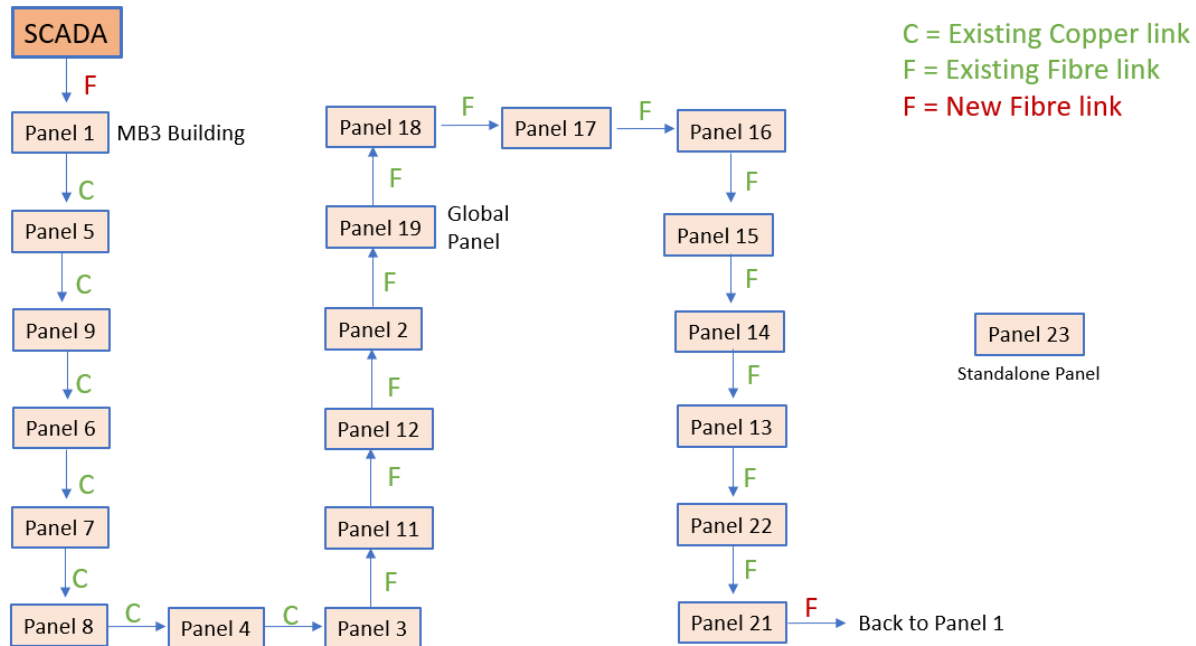 SCADA
C = Existing Copper link
F = Existing Fibre link
F = New Fibre link
F
Panel 1
MB3 Building
C
Panel 5
C
Panel 9
C
Panel 6
C
Panel 7
C
Panel 8
C
Panel 4
C
Panel 3
F
Panel 11
F
Panel 12
F
Panel 2
F
Panel 19
Global
Panel
F
Panel 18
F
Panel 17
F
Panel 16
F
Panel 15
F
Panel 14
F
Panel 13
F
Panel 22
F
Panel 21
F
Back to Panel 1
Panel 23
Standalone Panel